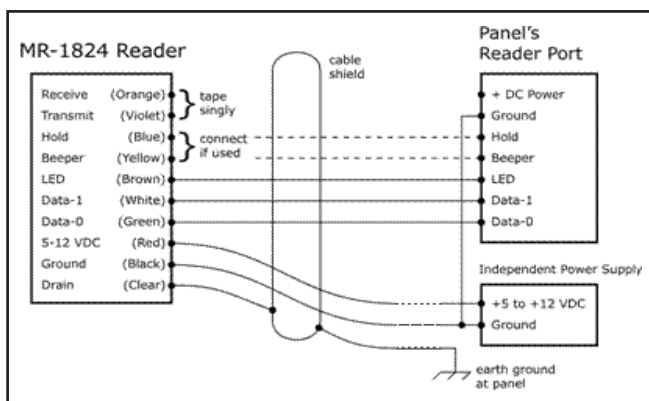 MR-1824 Reader
Receive (Orange)
Transmit (Violet)
Hold (Blue)
Beeper (Yellow)
LED (Brown)
Data-1 (White)
Data-0 (Green)
5-12 VDC (Red)
Ground (Black)
Drain (Clear)
tape
singly
connect
if used
cable
shield
Panel's
Reader Port
+ DC Power
Ground
Hold
Beeper
LED
Data-1
Data-0
Independent Power Supply
+5 to +12 VDC
Ground
earth ground
at panel